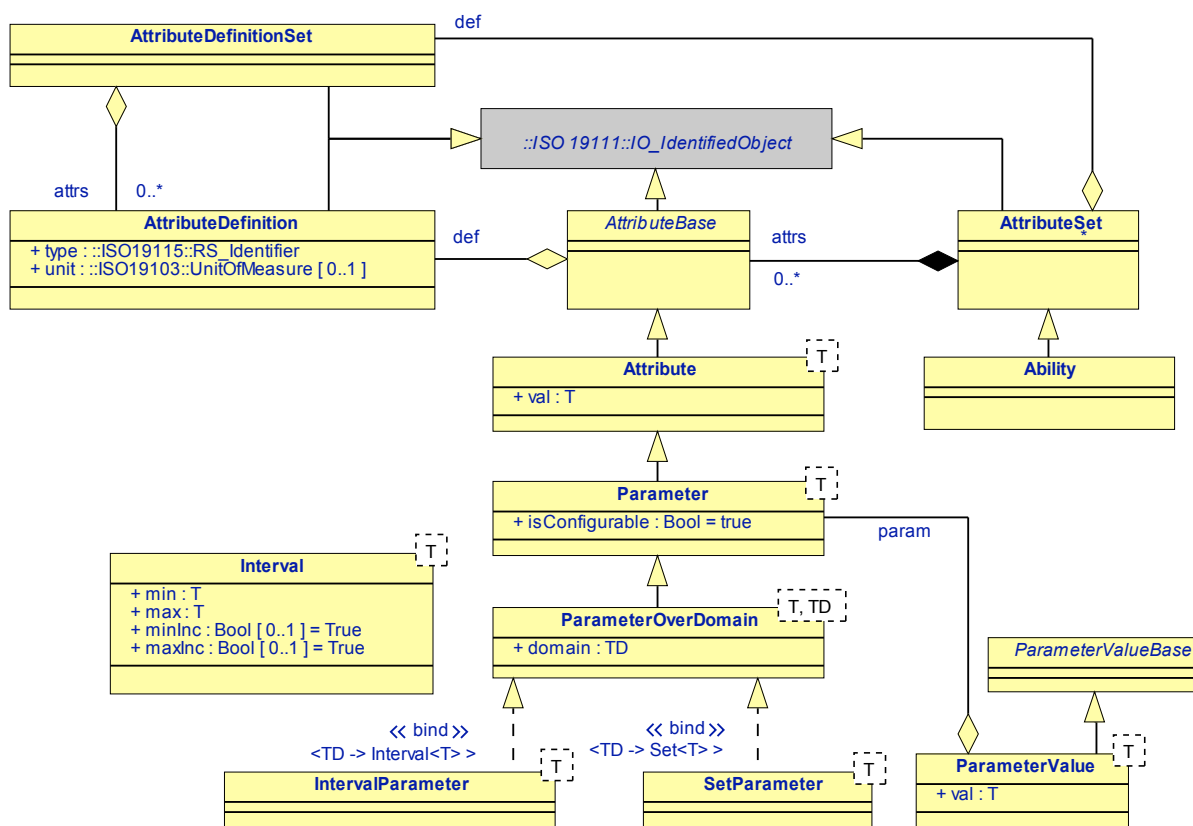 def
AttributeDefinitionSet
::ISO 19111::IO_IdentifiedObject
attrs
0..*
AttributeDefinition
+ type : ::ISO19115::RS_Identifier
+ unit : ::ISO19103::UnitOfMeasure [ 0..1 ]
def
AttributeBase
attrs
0..*
AttributeSet
*
T
Attribute
+ val : T
Ability
T
Parameter
+ isConfigurable : Bool = true
param
T
Interval
+ min : T
+ max : T
+ minInc : Bool [ 0..1 ] = True
+ maxInc : Bool [ 0..1 ] = True
T, TD
ParameterOverDomain
+ domain : TD
ParameterValueBase
<< bind >>
<TD -> Interval<T> >
<< bind >>
<TD -> Set<T> >
T
IntervalParameter
T
SetParameter
T
ParameterValue
+ val : T